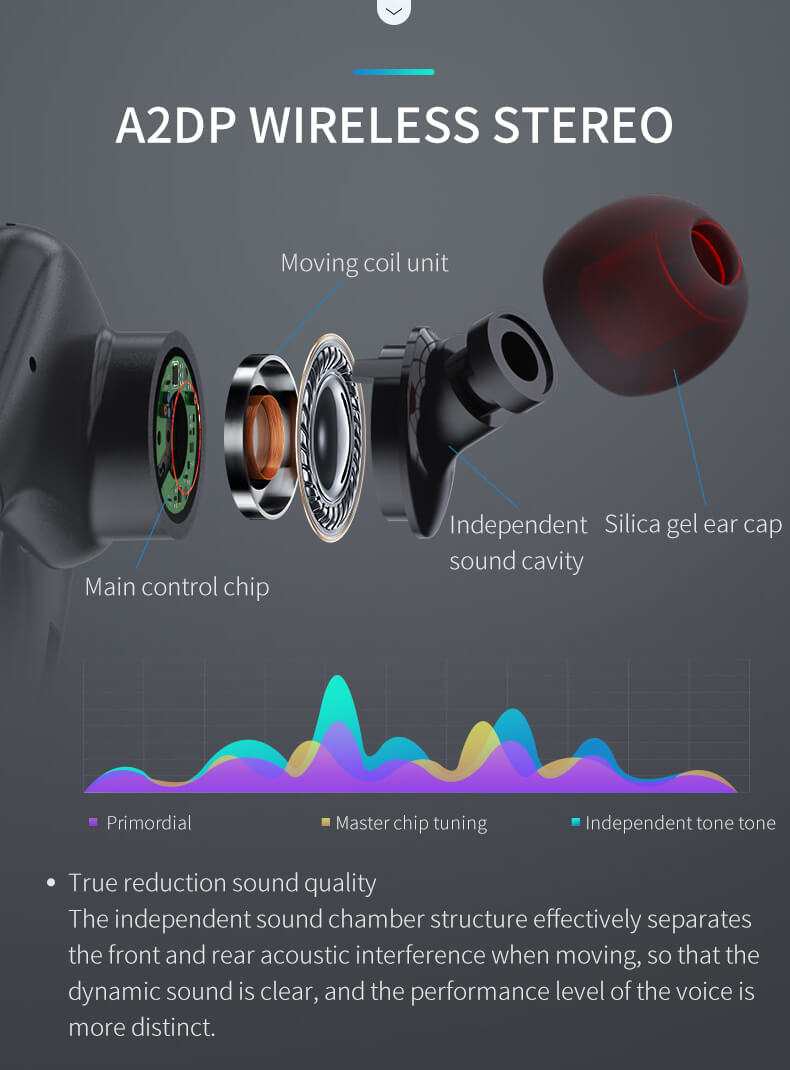 A2DP WIRELESS STEREO
Moving coil unit
Independent
sound cavity
Silica gel ear cap
Main control chip
Primordial
Master chip tuning
Independent tone tone
• True reduction sound quality
The independent sound chamber structure effectively separates
the front and rear acoustic interference when moving, so that the
dynamic sound is clear, and the performance level of the voice is
more distinct.